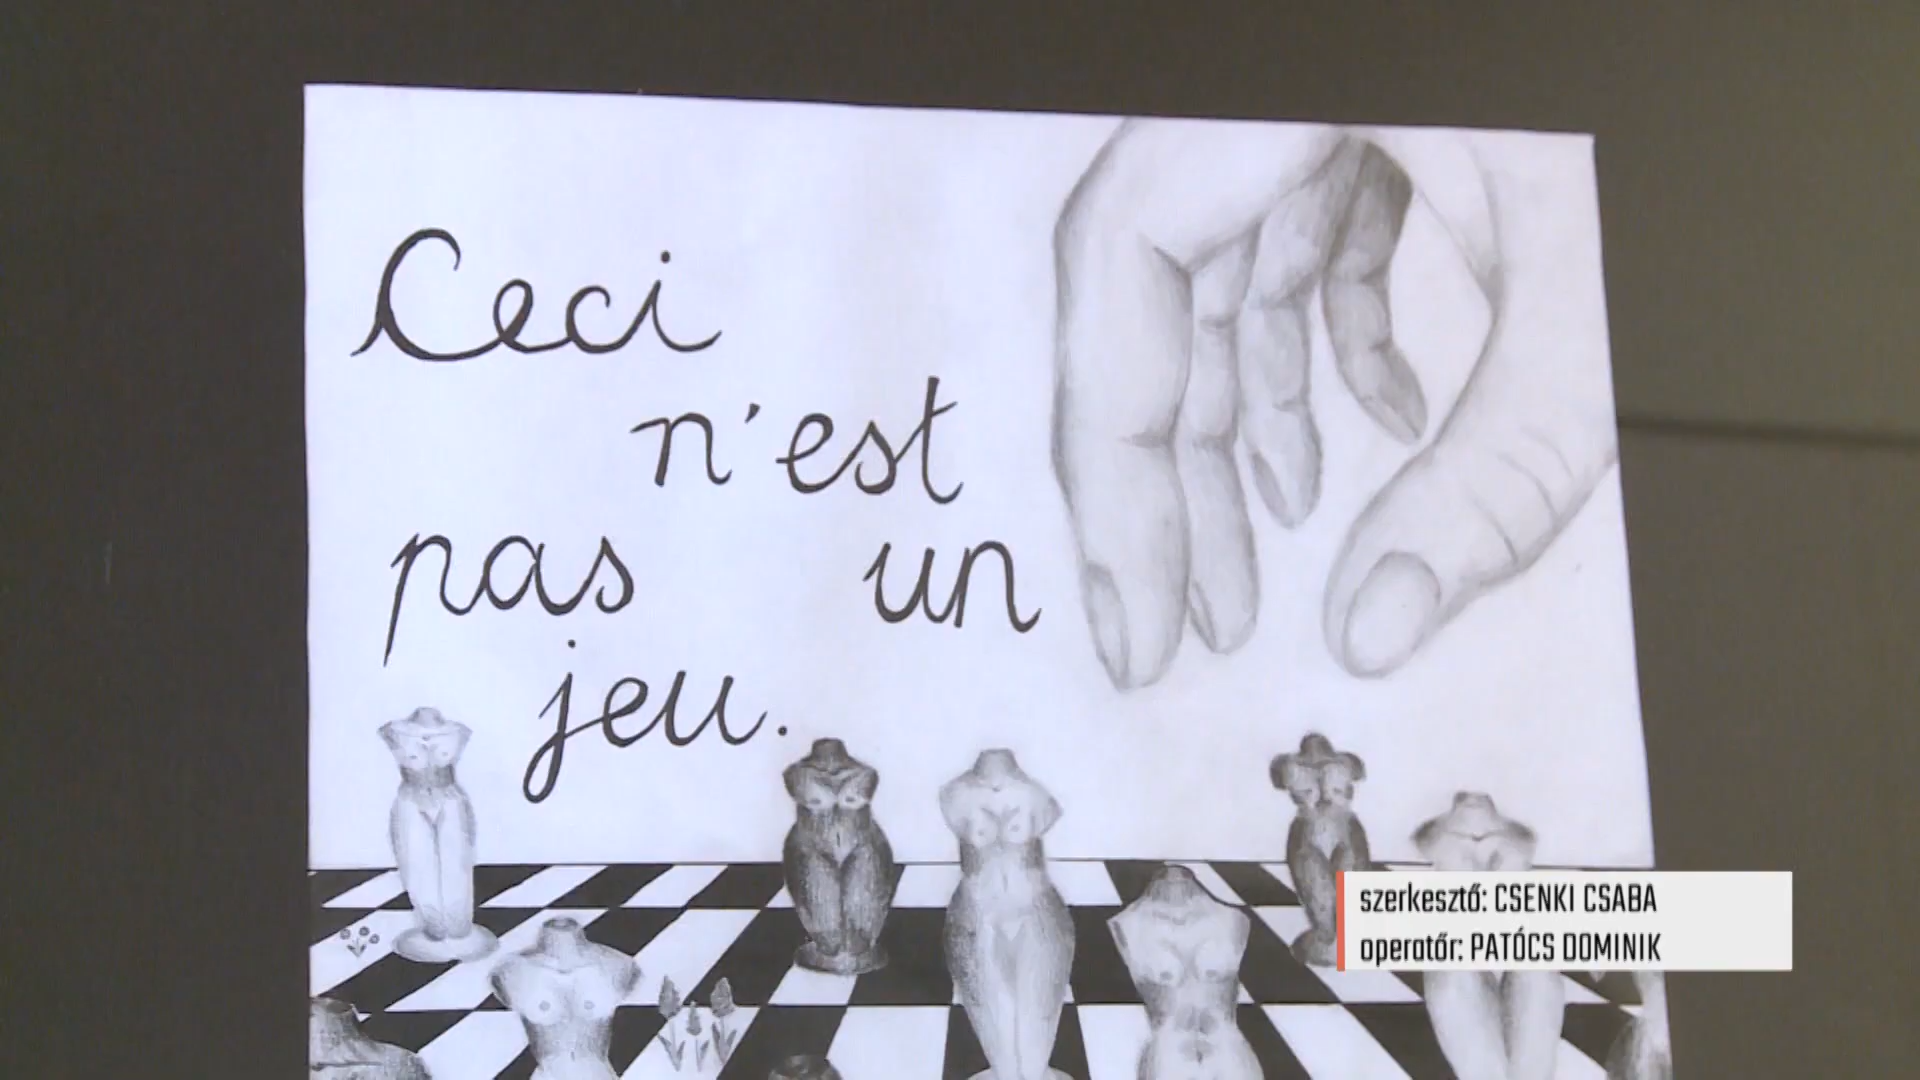 Ceci
n'est
pas un
jeu.
szerkesztő: CSENKI CSABA
operatőr: PATÓCS DOMINIK